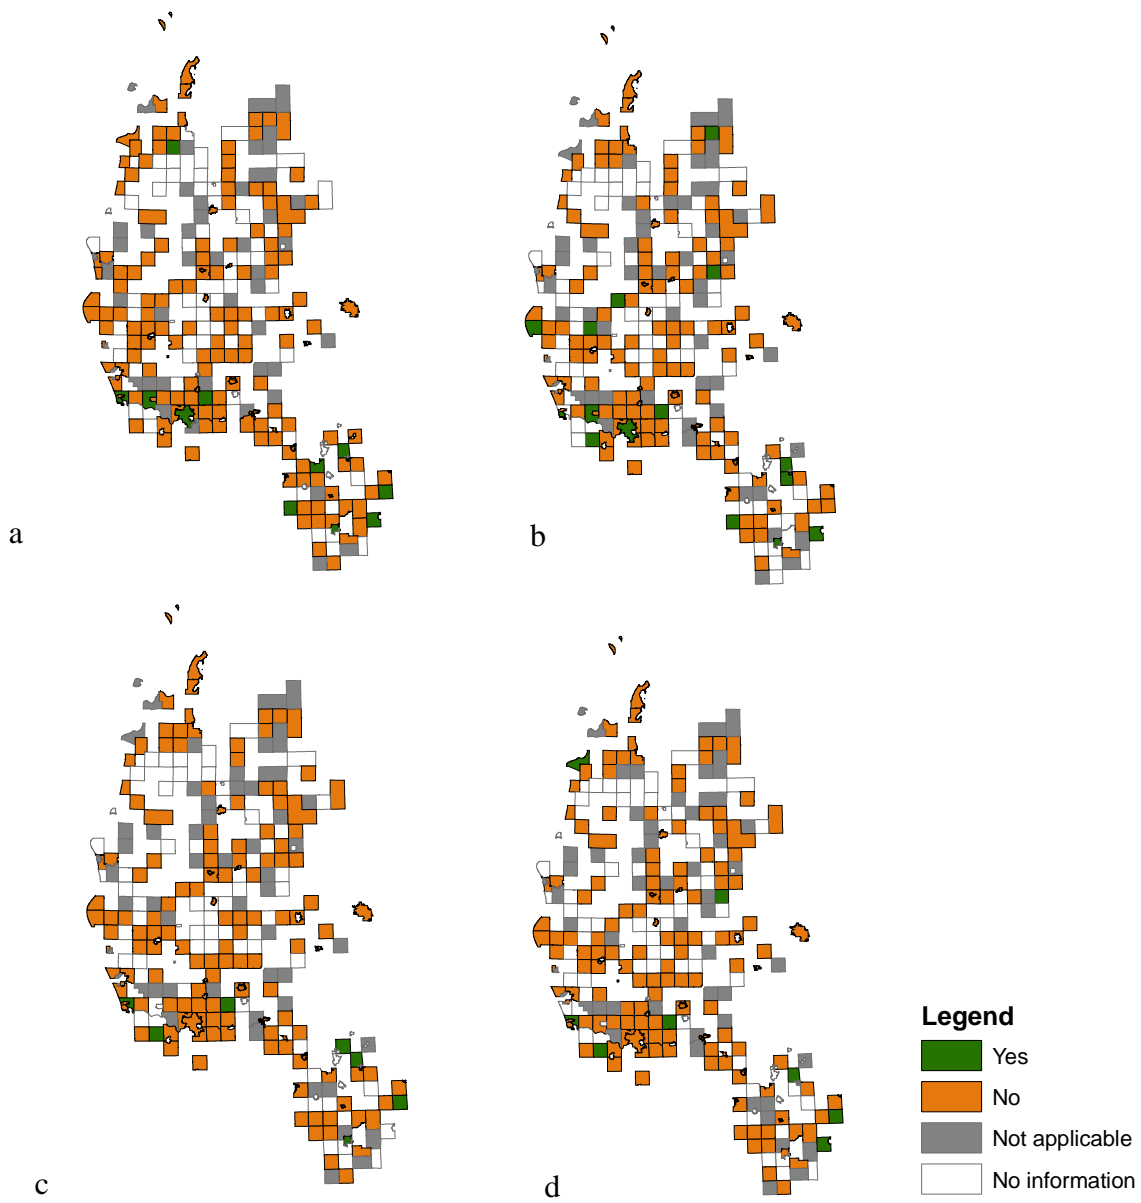 a
b
c
d
Legend
Yes
No
Not applicable
No information